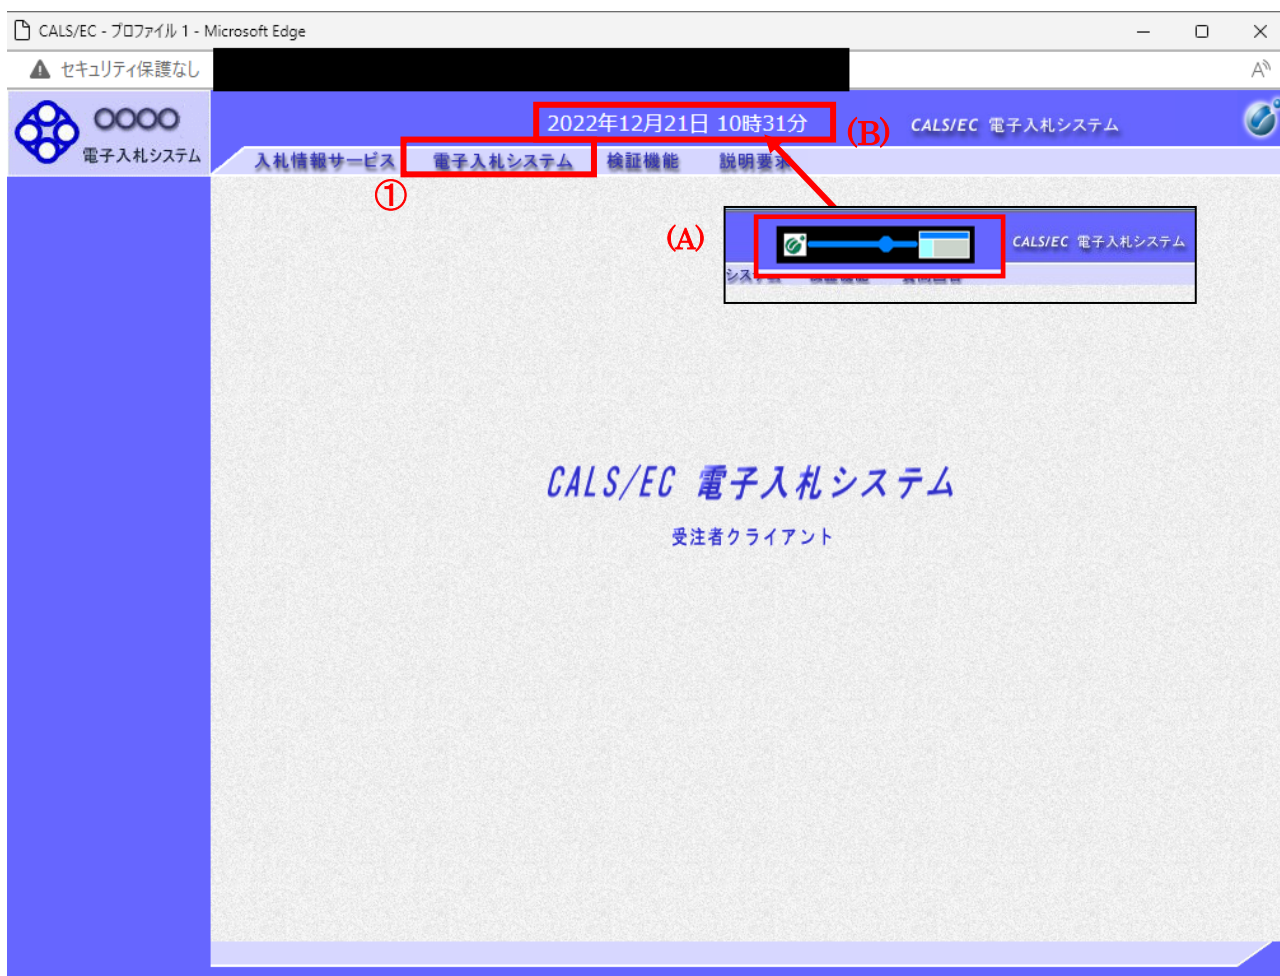 CALS/EC - プロファイル 1 - Microsoft Edge
セキュリティ保護なし
〇〇〇〇
電子入札システム
2022年12月21日 10時31分
(B)
CALS/EC 電子入札システム
入札情報サービス
電子入札システム
検証機能
説明要求
①
(A)
CALS/EC 電子入札システム
システム
CALS/EC 電子入札システム
受注者クライアント